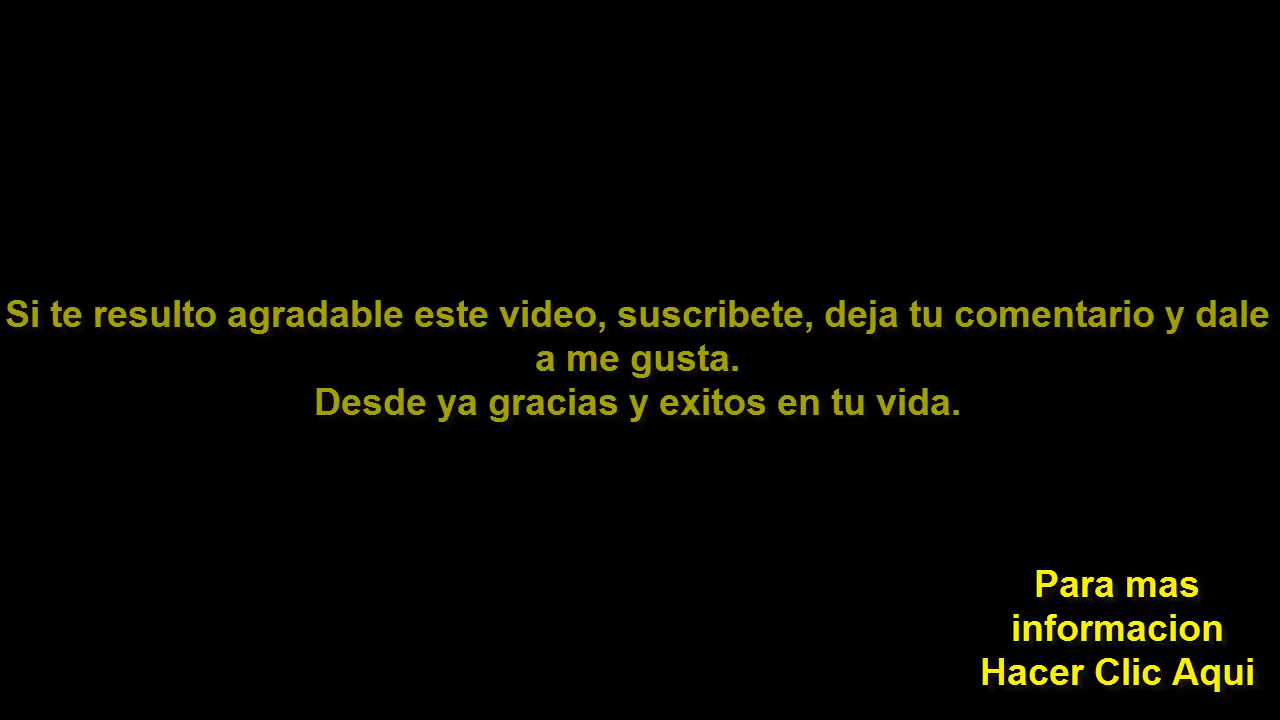 Si te resulto agradable este video, suscribete, deja tu comentario y dale
a me gusta.
Desde ya gracias y exitos en tu vida.
Para mas
informacion
Hacer Clic Aqui